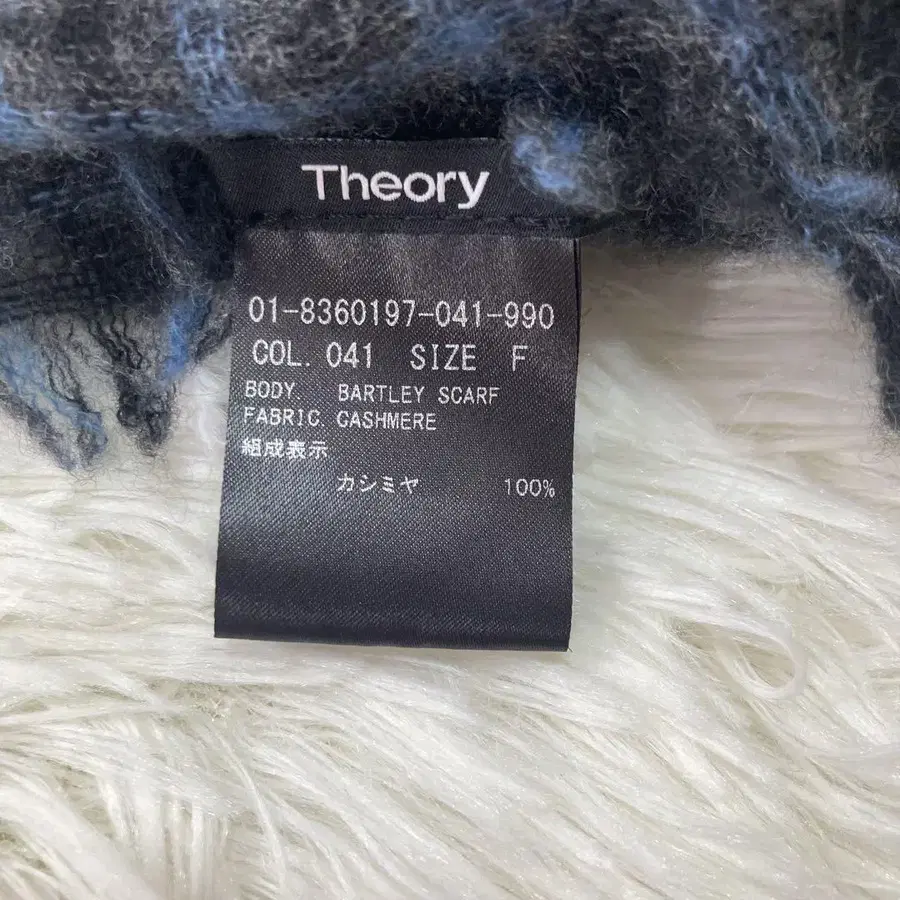 Theory
01-8360197-041-990
COL. 041 SIZE F
BODY. BARTLEY SCARF
FABRIC. CASHMERE
組成表示
カシミヤ 100%